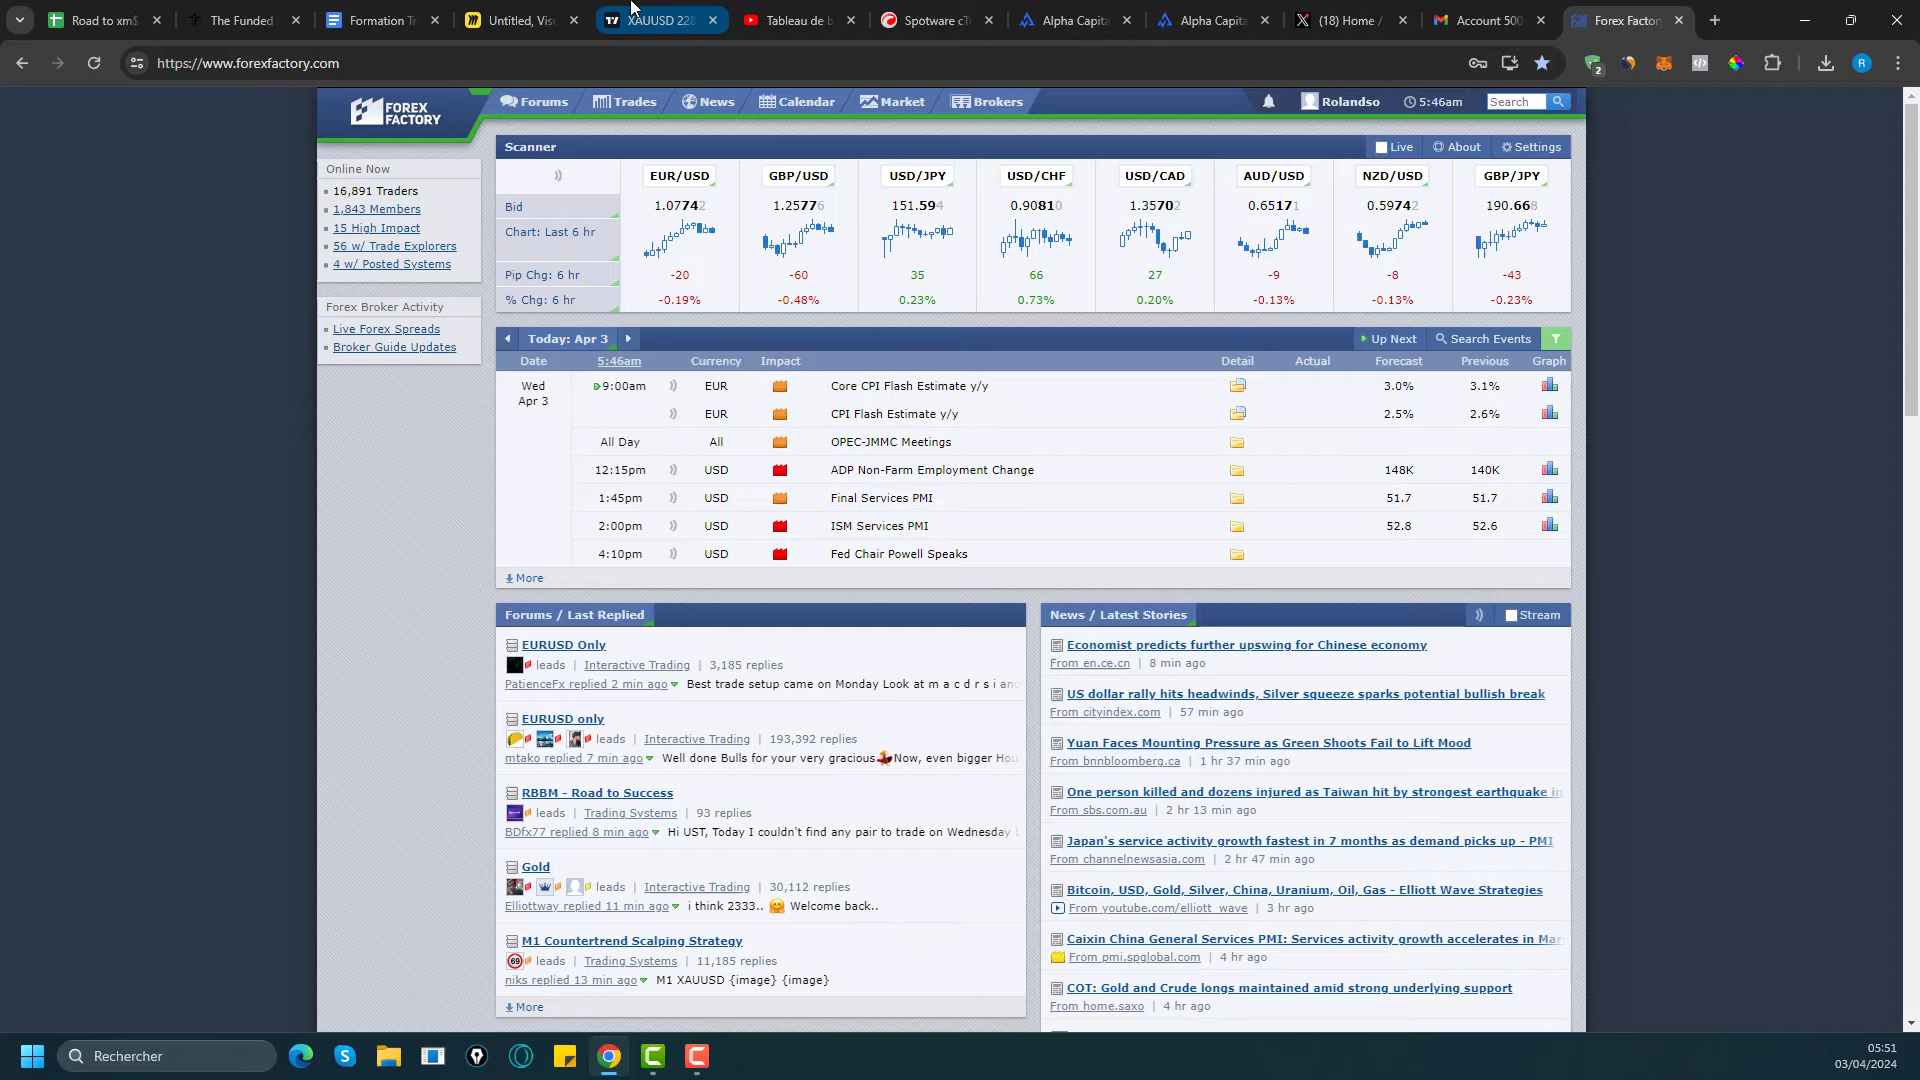 Road to xm$
The Funded
Formation Tr
Untitled, Vis
XAUUSD 228
Tableau de b
Spotware cT
Alpha Capita
Alpha Capita
(18) Home /
Account 500
Forex Factor
https://www.forexfactory.com
2
R
FOREX FACTORY
Forums
Trades
News
Calendar
Market
Brokers
Rolandso
5:46am
Search
Online Now
16,891 Traders
1,843 Members
15 High Impact
56 w/ Trade Explorers
4 w/ Posted Systems
Forex Broker Activity
Live Forex Spreads
Broker Guide Updates
Scanner
Live
About
Settings
EUR/USD GBP/USD USD/JPY USD/CHF USD/CAD AUD/USD NZD/USD GBP/JPY
Bid 1.07742 1.25776 151.594 0.90810 1.35702 0.65171 0.59742 190.668
Chart: Last 6 hr
Pip Chg: 6 hr -20 -60 35 66 27 -9 -8 -43
% Chg: 6 hr -0.19% -0.48% 0.23% 0.73% 0.20% -0.13% -0.13% -0.23%
Today: Apr 3
Up Next
Search Events
Date 5:46am Currency Impact Detail Actual Forecast Previous Graph
Wed Apr 3 9:00am EUR Core CPI Flash Estimate y/y 3.0% 3.1%
EUR CPI Flash Estimate y/y 2.5% 2.6%
All Day All OPEC-JMMC Meetings
12:15pm USD ADP Non-Farm Employment Change 148K 140K
1:45pm USD Final Services PMI 51.7 51.7
2:00pm USD ISM Services PMI 52.8 52.6
4:10pm USD Fed Chair Powell Speaks
More
Forums / Last Replied
EURUSD Only
leads | Interactive Trading | 3,185 replies
PatienceFx replied 2 min ago Best trade setup came on Monday Look at m a c d r s i an
EURUSD only
leads | Interactive Trading | 193,392 replies
mtako replied 7 min ago Well done Bulls for your very gracious Now, even bigger Hou
RBBM - Road to Success
leads | Trading Systems | 93 replies
BDfx77 replied 8 min ago Hi UST, Today I couldn't find any pair to trade on Wednesday
Gold
leads | Interactive Trading | 30,112 replies
Elliottway replied 11 min ago i think 2333.. Welcome back..
M1 Countertrend Scalping Strategy
69 leads | Trading Systems | 11,185 replies
niks replied 13 min ago M1 XAUUSD {image} {image}
More
News / Latest Stories
Stream
Economist predicts further upswing for Chinese economy
From en.ce.cn | 8 min ago
US dollar rally hits headwinds, Silver squeeze sparks potential bullish break
From cityindex.com | 57 min ago
Yuan Faces Mounting Pressure as Green Shoots Fail to Lift Mood
From bnnbloomberg.ca | 1 hr 37 min ago
One person killed and dozens injured as Taiwan hit by strongest earthquake in
From sbs.com.au | 2 hr 13 min ago
Japan's service activity growth fastest in 7 months as demand picks up - PMI
From channelnewsasia.com | 2 hr 47 min ago
Bitcoin, USD, Gold, Silver, China, Uranium, Oil, Gas - Elliott Wave Strategies
From youtube.com/elliott_wave | 3 hr ago
Caixin China General Services PMI: Services activity growth accelerates in Mar
From pmi.spglobal.com | 4 hr ago
COT: Gold and Crude longs maintained amid strong underlying support
From home.saxo | 4 hr ago
Rechercher
05:51
03/04/2024